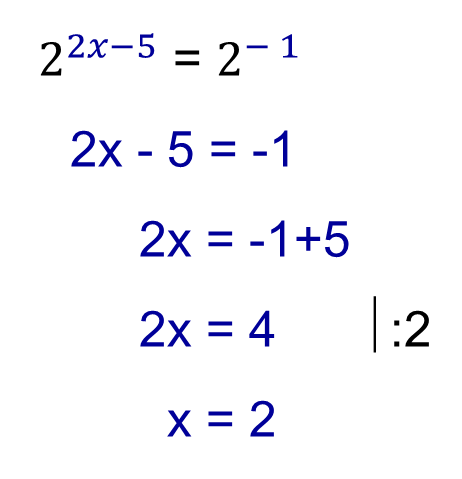 2^{2x−5} = 2^{− 1}
2x - 5 = -1
2x = -1+5
2x = 4 | :2
x = 2